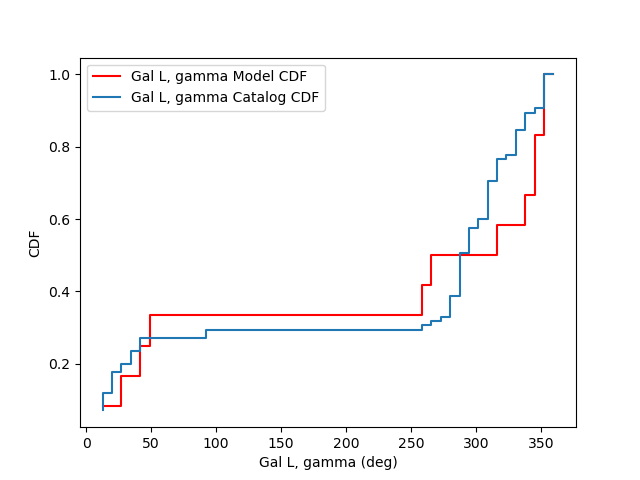 Gal L, gamma Model CDF
Gal L, gamma Catalog CDF
1.0
0.8
0.6
0.4
0.2
CDF
0 50 100 150 200 250 300 350
Gal L, gamma (deg)